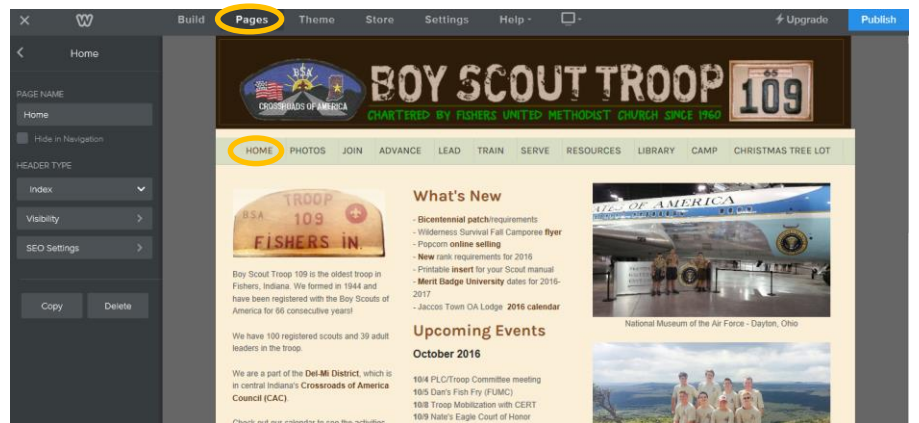 Build Pages Theme Store Settings Help Upgrade Publish
Home
PAGE NAME
Home
Hide in Navigation
HEADER TYPE
Index
Visibility
SEO Settings
Copy Delete
BSA
CROSSROADS OF AMERICA
BOY SCOUT TROOP
CHARTERED BY FISHERS UNITED METHODIST CHURCH SINCE 1960
65
109
HOME PHOTOS JOIN ADVANCE LEAD TRAIN SERVE RESOURCES LIBRARY CAMP CHRISTMAS TREE LOT
TROOP
B.S.A. 109
FISHERS IN.
Boy Scout Troop 109 is the oldest troop in
Fishers, Indiana. We formed in 1944 and
have been registered with the Boy Scouts of
America for 66 consecutive years!
We have 100 registered scouts and 39 adult
leaders in the troop.
We are a part of the Del-Mi District, which is
in central Indiana's Crossroads of America
Council (CAC).
Check out our calendar to see the activities
What's New
- Bicentennial patch/requirements
- Wilderness Survival Fall Camporee flyer
- Popcorn online selling
- New rank requirements for 2016
- Printable insert for your Scout manual
- Merit Badge University dates for 2016-
2017
- Jaccos Town OA Lodge 2016 calendar
Upcoming Events
October 2016
10/4 PLC/Troop Committee meeting
10/5 Dan's Fish Fry (FUMC)
10/8 Troop Mobilization with CERT
10/9 Nate's Eagle Court of Honor
STATES OF AMERICA
National Museum of the Air Force - Dayton, Ohio